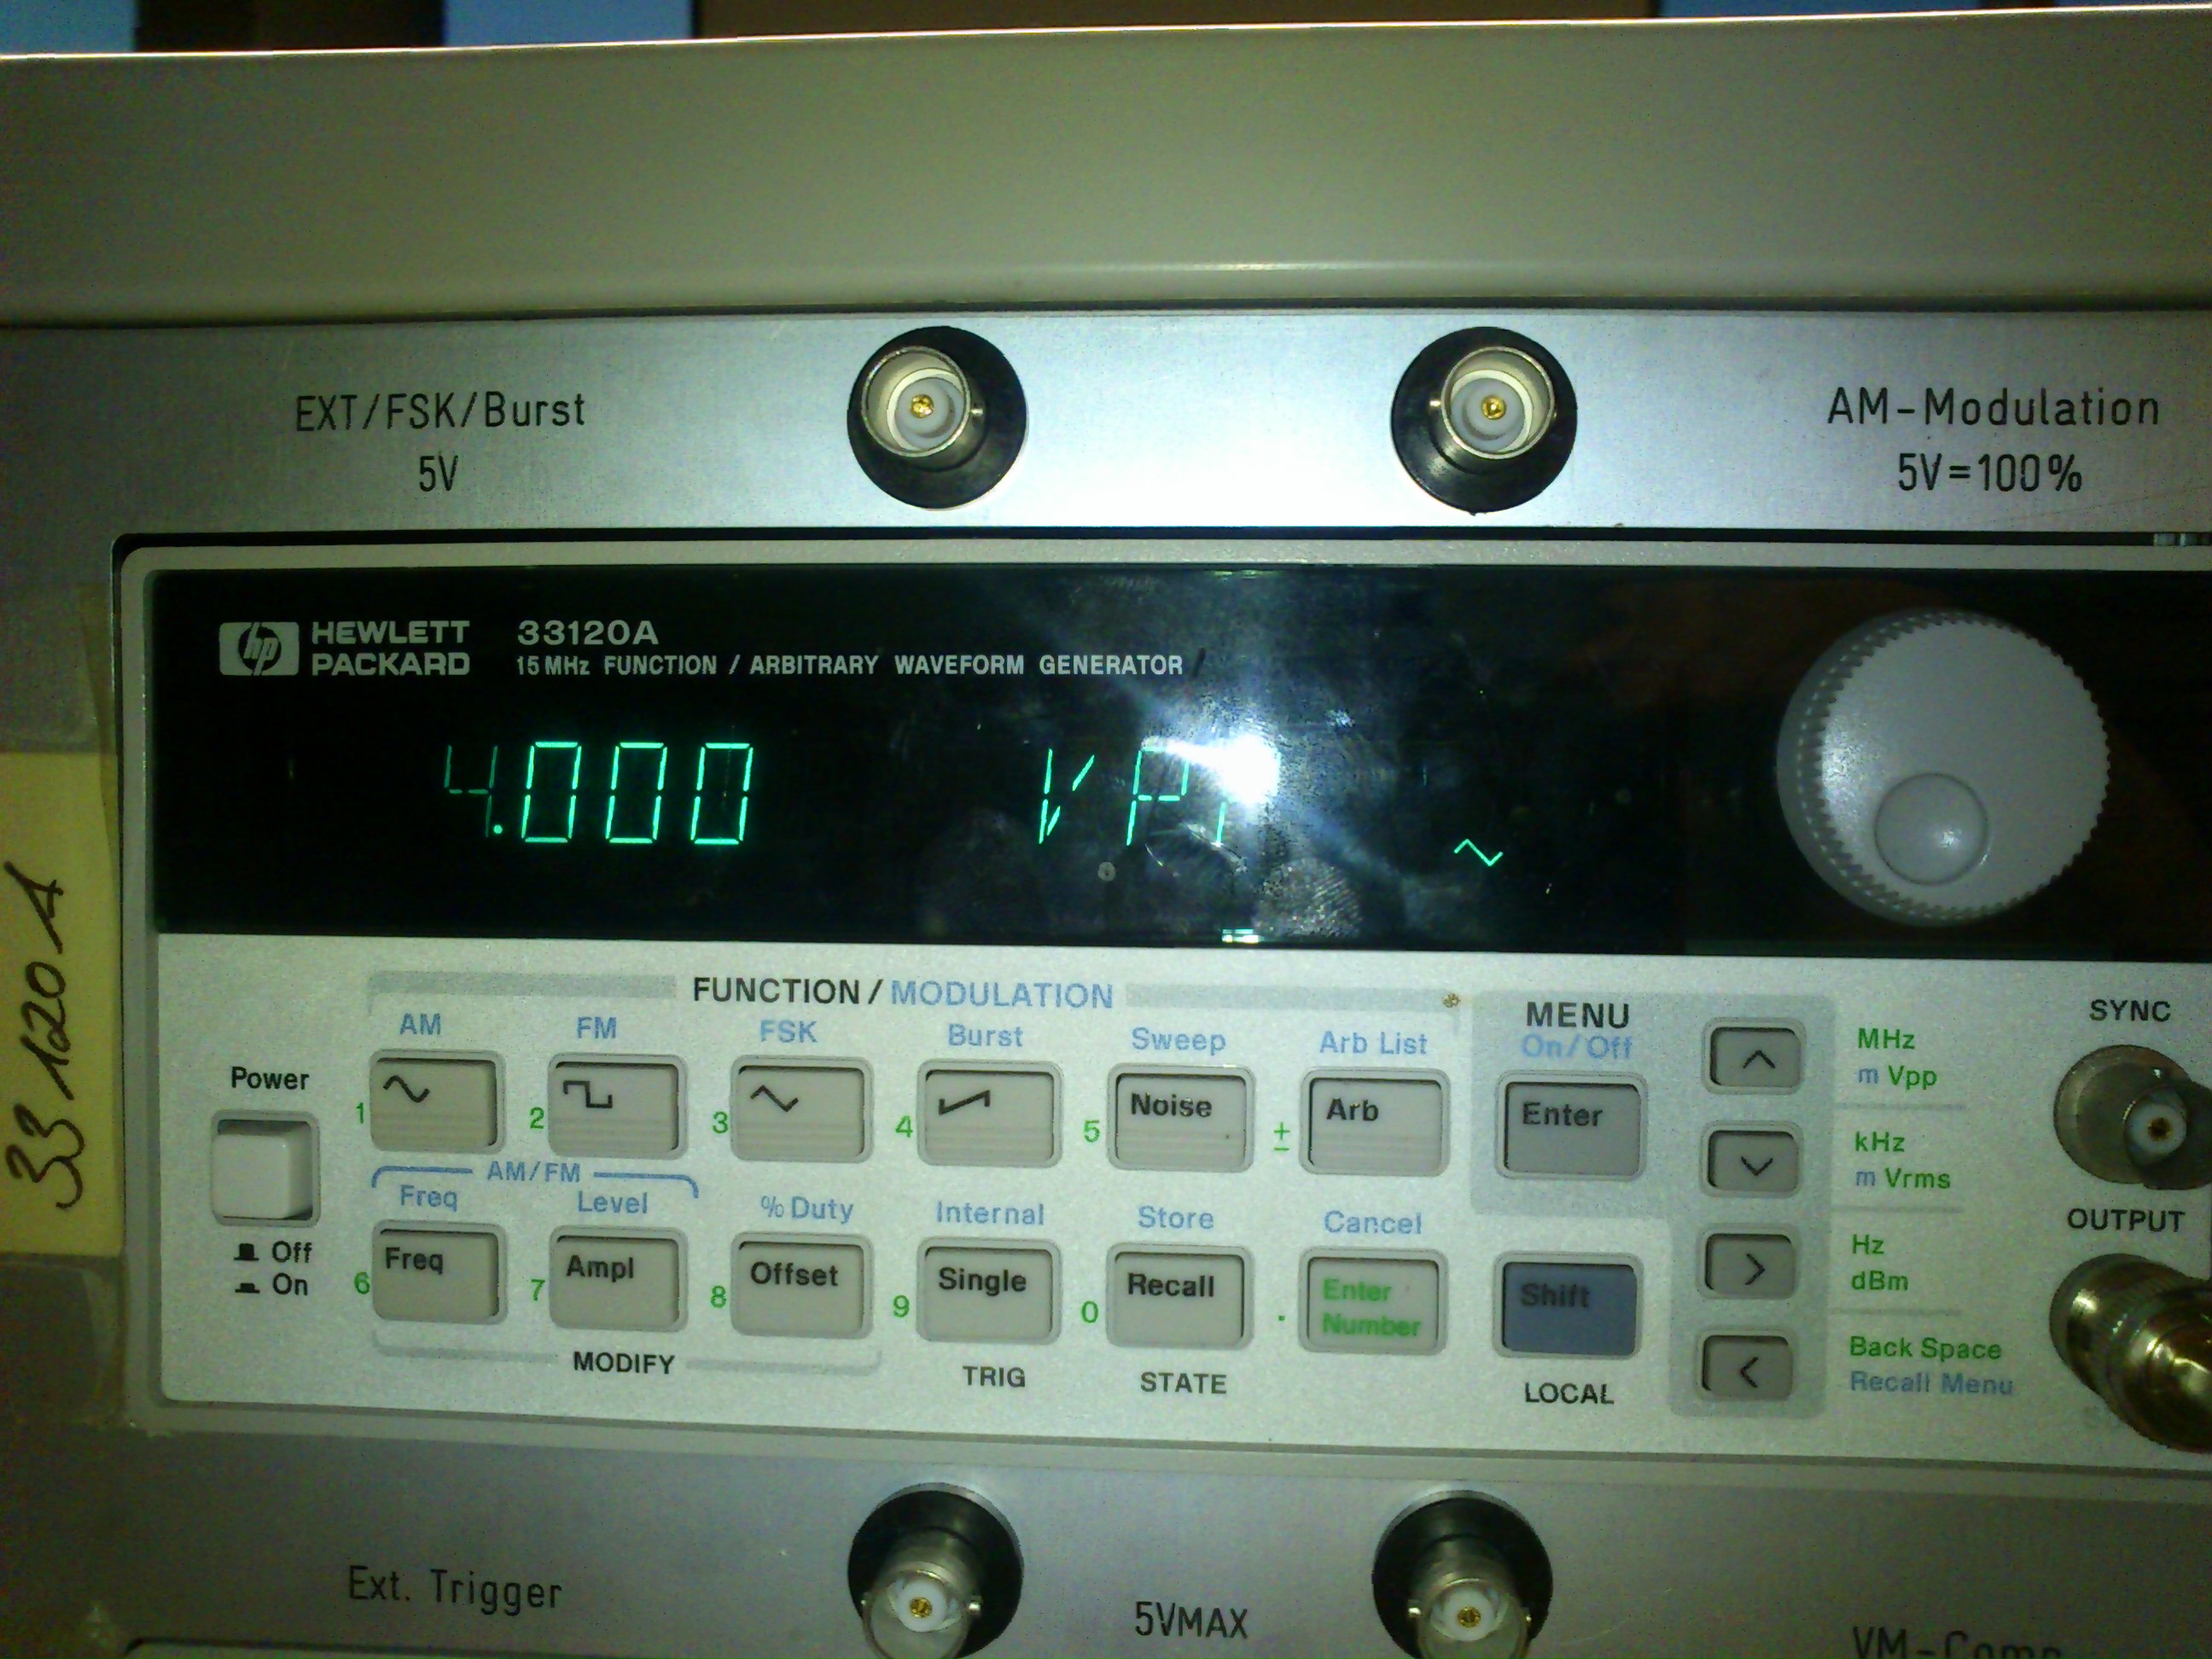 EXT/FSK/Burst
5V
AM-Modulation
5V=100%
hp HEWLETT PACKARD
33120A
15 MHz FUNCTION / ARBITRARY WAVEFORM GENERATOR
4.000 VP
33120A
FUNCTION / MODULATION
AM FM FSK Burst Sweep Arb List
MENU
On/Off
SYNC
MHz
m Vpp
Power
1 2 3 4 5 Noise ± Arb Enter
kHz
m Vrms
AM/FM
Freq Level % Duty Internal Store Cancel
OUTPUT
Off
On
6 Freq 7 Ampl 8 Offset 9 Single 0 Recall . Enter Number Shift
Hz
dBm
MODIFY TRIG STATE LOCAL
Back Space
Recall Menu
Ext. Trigger
5VMAX
VM-Comp